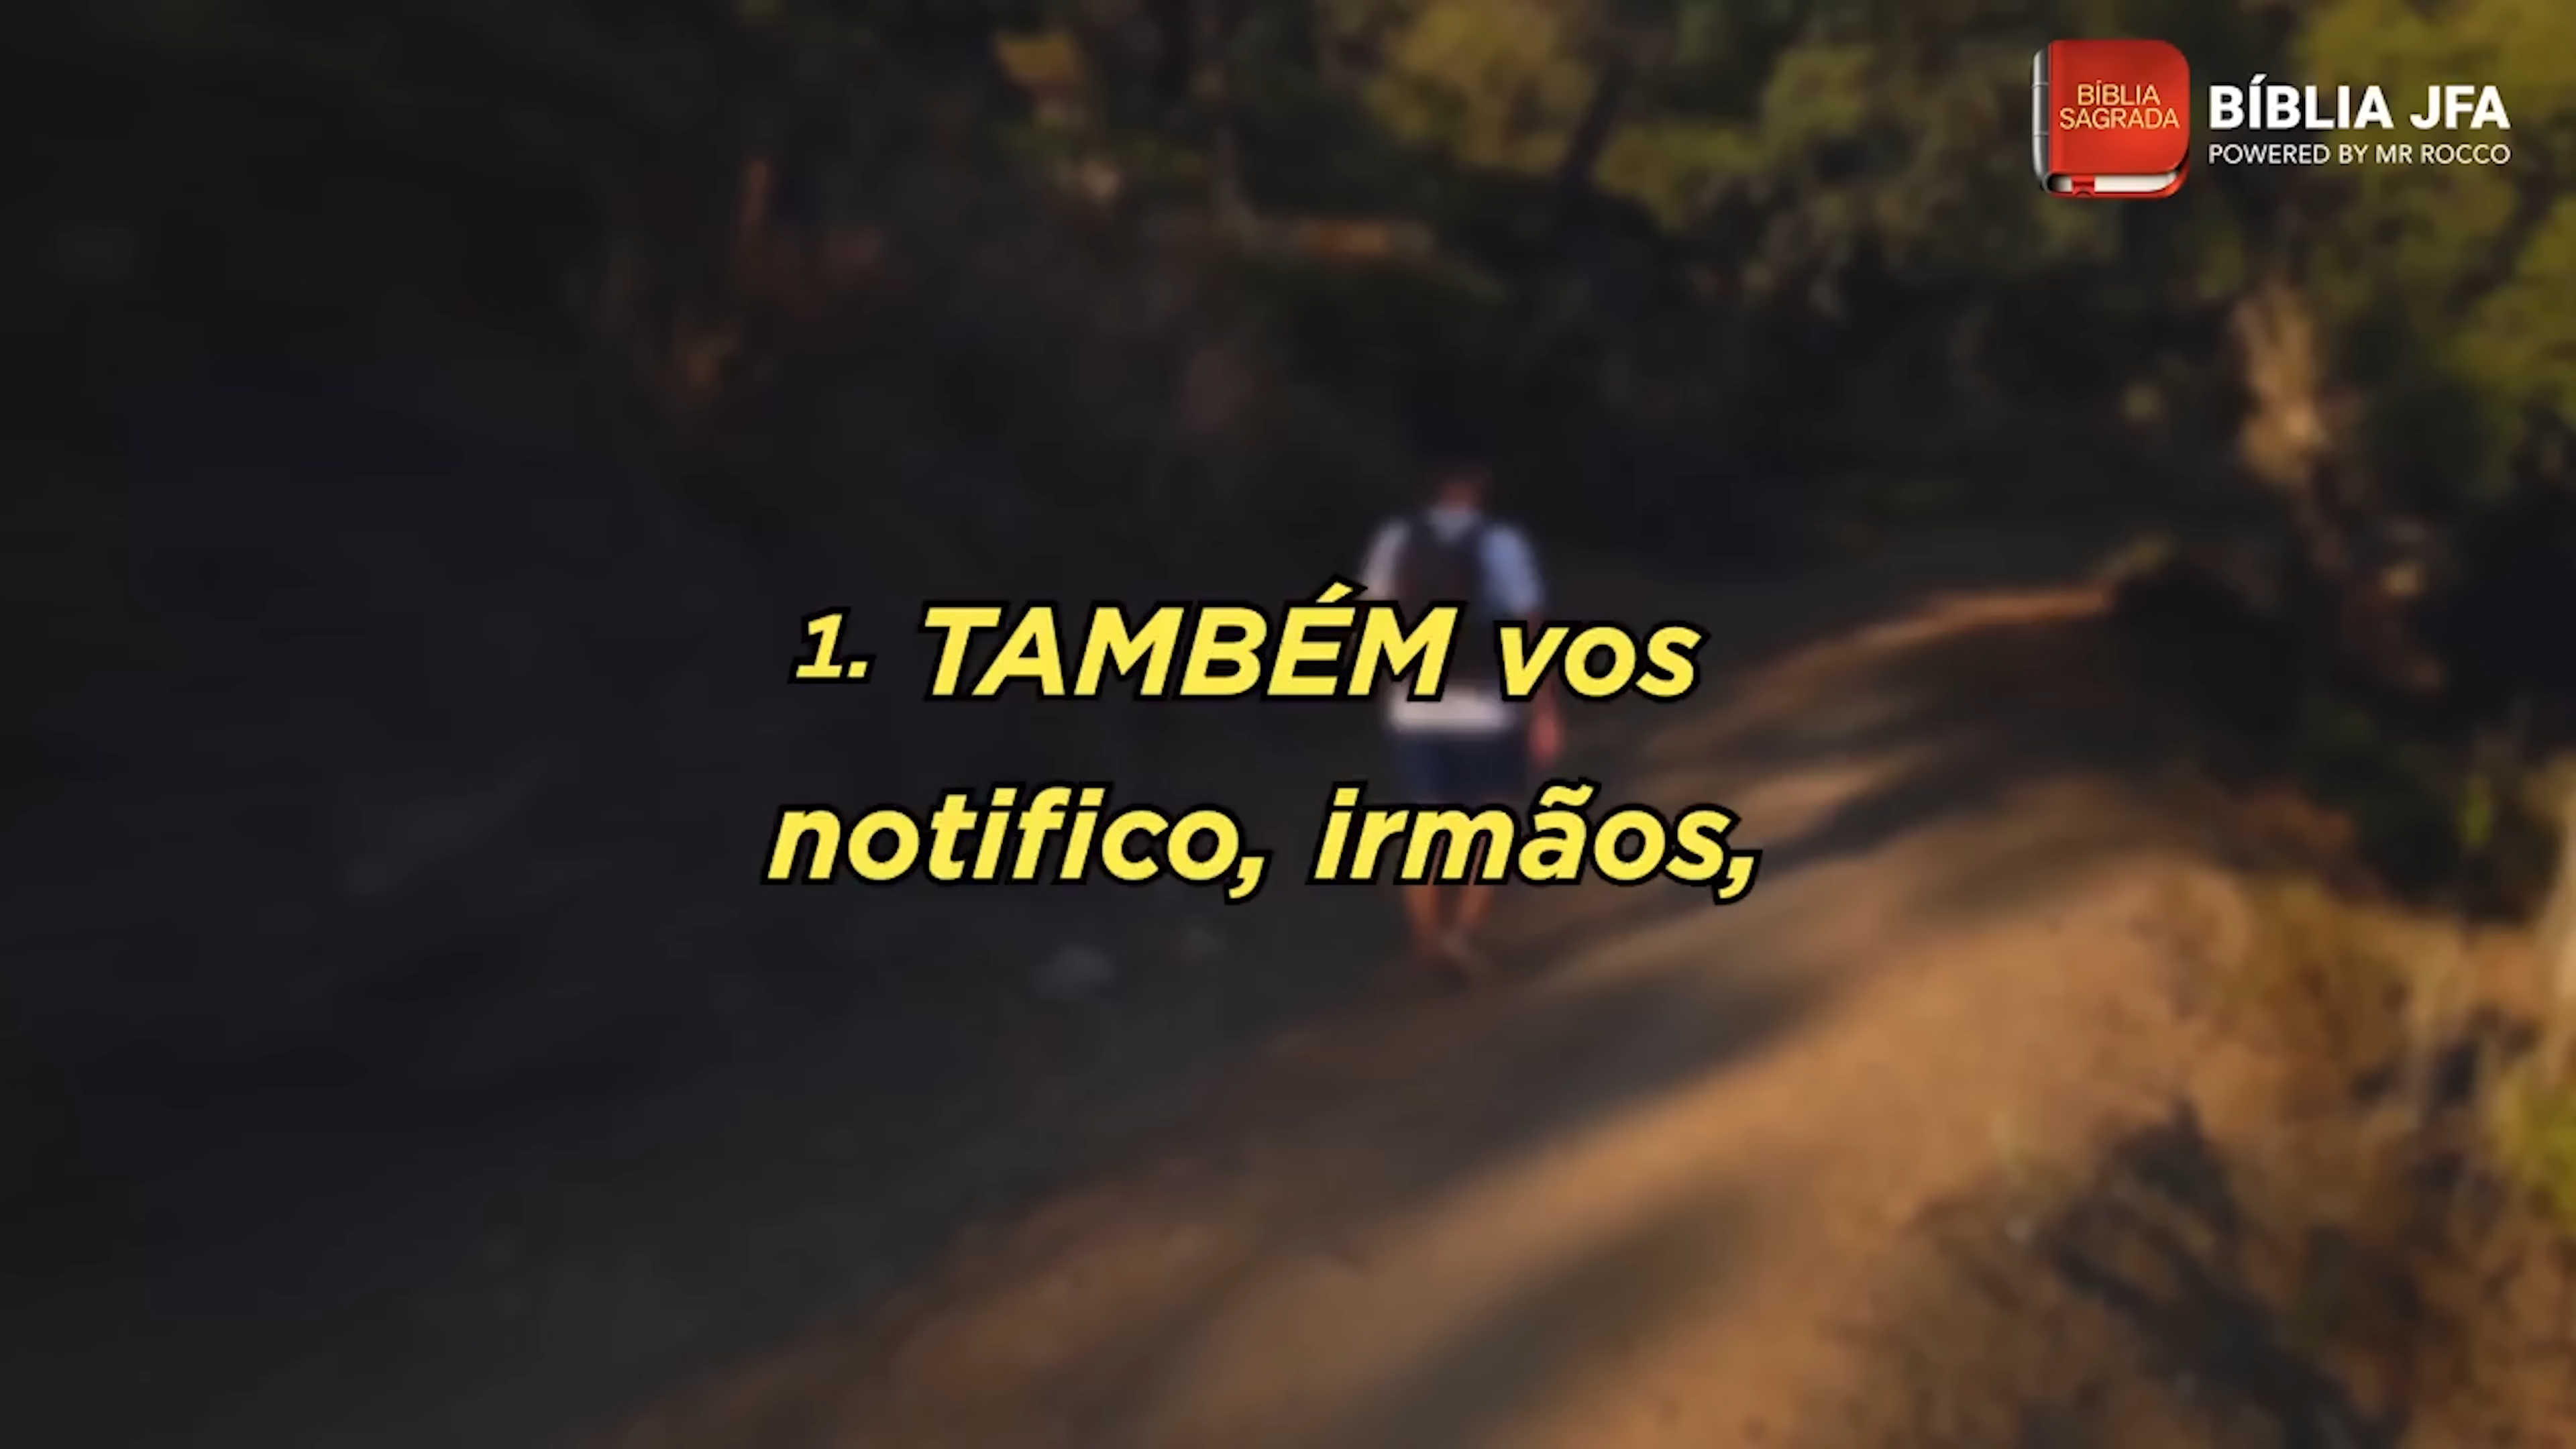 BÍBLIA
SAGRADA
BÍBLIA JFA
POWERED BY MR ROCCO
1. TAMBÉM vos
notifico, irmãos,